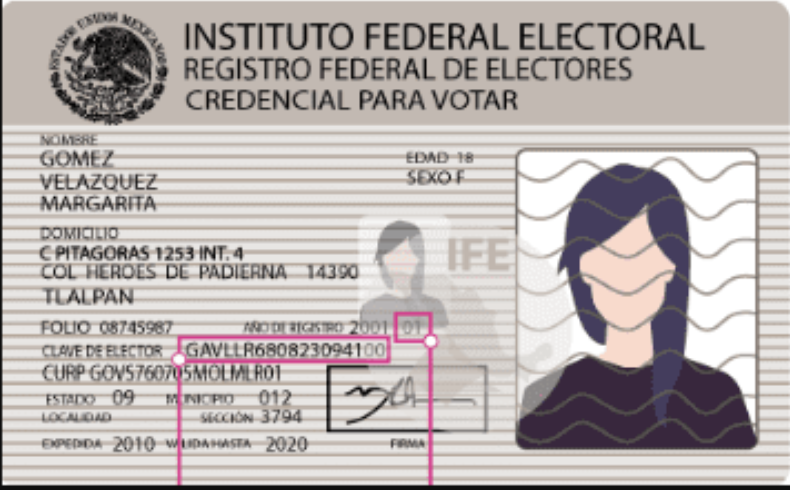 ESTADOS UNIDOS MEXICANOS
INSTITUTO FEDERAL ELECTORAL
REGISTRO FEDERAL DE ELECTORES
CREDENCIAL PARA VOTAR
NOMBRE
GOMEZ
VELAZQUEZ
MARGARITA
EDAD 18
SEXO F
DOMICILIO
C PITAGORAS 1253 INT. 4
COL HEROES DE PADIERNA 14390
TLALPAN
IFE
FOLIO 08745987 AÑO DE REGISTRO 2001 01
CLAVE DE ELECTOR GAVLLR680823094100
CURP GOV5760705MOLMLR01
ESTADO 09 MUNICIPIO 012
LOCALIDAD SECCIÓN 3794
EXPEDIDA 2010 VALIDA HASTA 2020 FIRMA